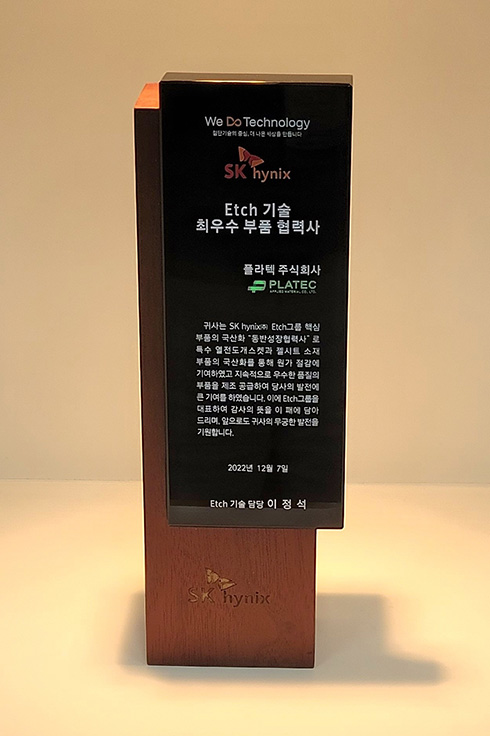 We Do Technology
첨단기술의 중심, 더 나은 세상을 만듭니다
SK hynix
Etch 기술
최우수 부품 협력사
플라텍 주식회사
PLATEC
APPLIED MATERIAL CO., LTD.
귀사는 SK hynix㈜ Etch그룹 핵심
부품의 국산화 "동반성장협력사" 로
특수 열전도개스켓과 젤시트 소재
부품의 국산화를 통해 원가 절감에
기여하였고 지속적으로 우수한 품질의
부품을 제조 공급하여 당사의 발전에
큰 기여를 하였습니다. 이에 Etch그룹을
대표하여 감사의 뜻을 이 패에 담아
드리며, 앞으로도 귀사의 무궁한 발전을
기원합니다.
2022년 12월 7일
Etch 기술 담당 이 정 석
SK hynix